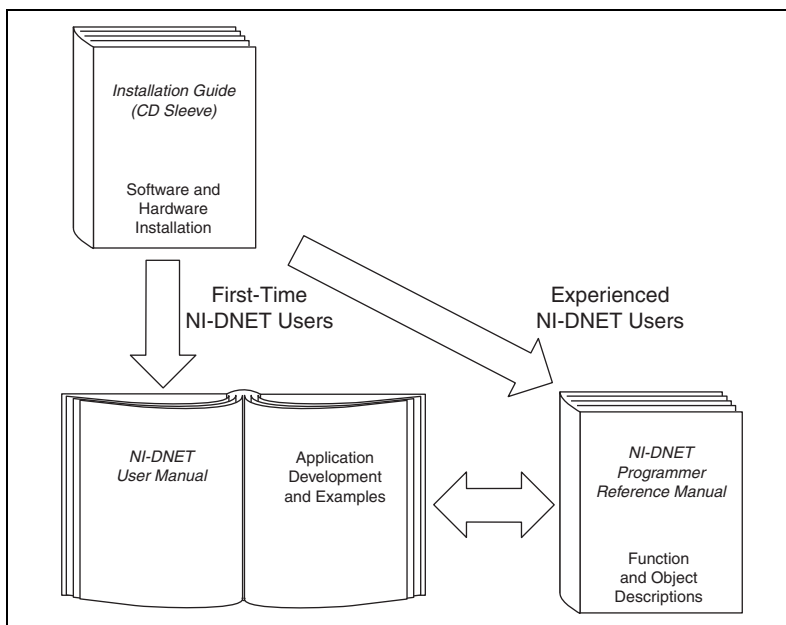 Installation Guide
(CD Sleeve)
Software and
Hardware
Installation
First-Time
NI-DNET Users
Experienced
NI-DNET Users
NI-DNET
User Manual
Application
Development
and Examples
NI-DNET
Programmer
Reference Manual
Function
and Object
Descriptions